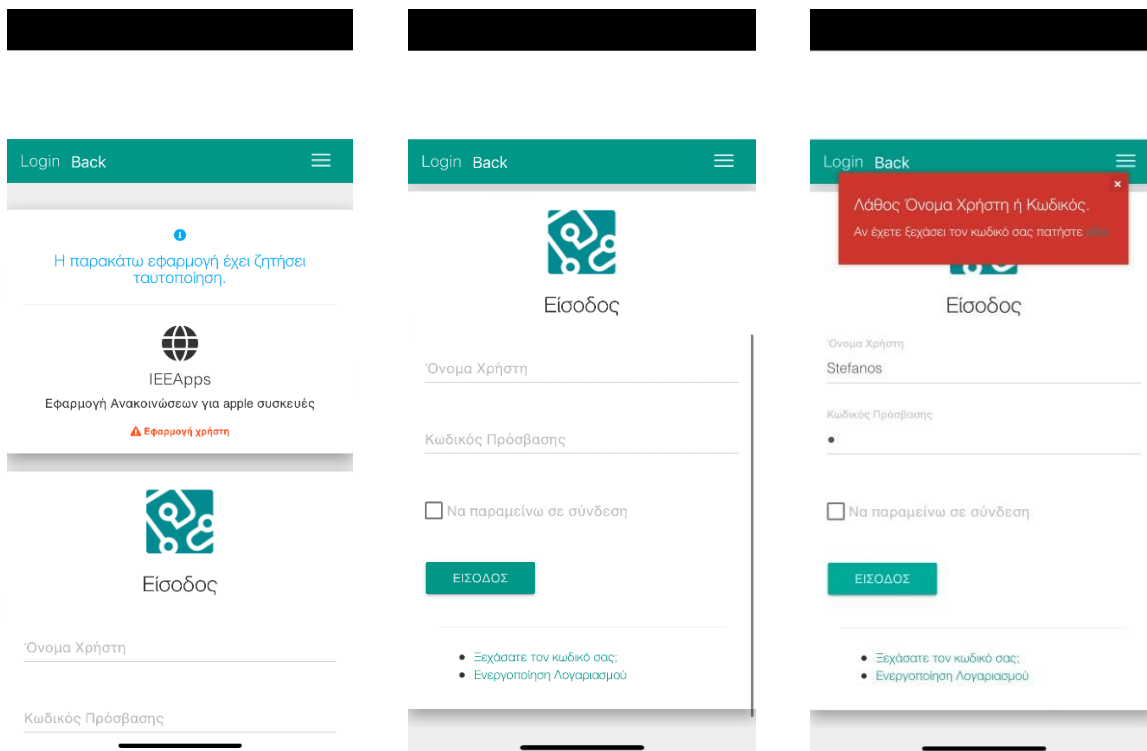 Login Back
Η παρακάτω εφαρμογή έχει ζητήσει
ταυτοποίηση.
IEEApps
Εφαρμογή Ανακοινώσεων για apple συσκευές
Εφαρμογή χρήστη
Είσοδος
Όνομα Χρήστη
Κωδικός Πρόσβασης
Login Back
Είσοδος
Όνομα Χρήστη
Κωδικός Πρόσβασης
Να παραμείνω σε σύνδεση
ΕΙΣΟΔΟΣ
Ξεχάσατε τον κωδικό σας;
Ενεργοποίηση Λογαριασμού
Login Back
Λάθος Όνομα Χρήστη ή Κωδικός.
Αν έχετε ξεχάσει τον κωδικό σας πατήστε
Είσοδος
Όνομα Χρήστη
Stefanos
Κωδικός Πρόσβασης
Να παραμείνω σε σύνδεση
ΕΙΣΟΔΟΣ
Ξεχάσατε τον κωδικό σας;
Ενεργοποίηση Λογαριασμού